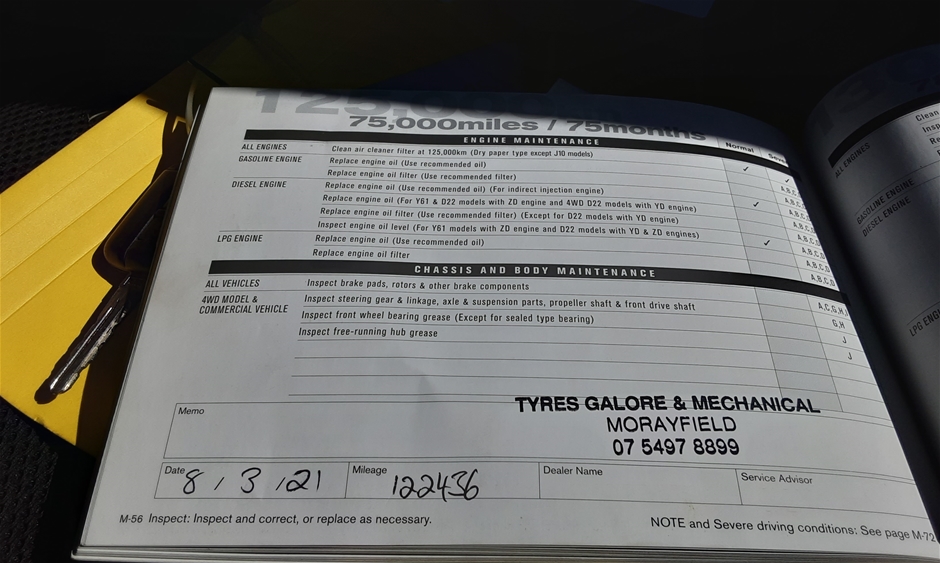 125,
75,000miles / 75months
ENGINE MAINTENANCE Normal Severe
ALL ENGINES Clean air cleaner filter at 125,000km (Dry paper type except J10 models) ✓
GASOLINE ENGINE Replace engine oil (Use recommended oil) ✓ A,B,C,
Replace engine oil filter (Use recommended filter) A,B,C,
DIESEL ENGINE Replace engine oil (Use recommended oil) (For indirect injection engine) A,B,C,
Replace engine oil (For Y61 & D22 models with ZD engine and 4WD D22 models with YD engine) ✓ A,B,C,
Replace engine oil filter (Use recommended filter) (Except for D22 models with YD engine) A,B,C,D
Inspect engine oil level (For Y61 models with ZD engine and D22 models with YD & ZD engines) ✓
LPG ENGINE Replace engine oil (Use recommended oil) A,B,C,D
Replace engine oil filter A,B,C,D
CHASSIS AND BODY MAINTENANCE
ALL VEHICLES Inspect brake pads, rotors & other brake components A,C,G,H,
4WD MODEL & COMMERCIAL VEHICLE Inspect steering gear & linkage, axle & suspension parts, propeller shaft & front drive shaft G,H
Inspect front wheel bearing grease (Except for sealed type bearing) J
Inspect free-running hub grease J
Memo
TYRES GALORE & MECHANICAL
MORAYFIELD
07 5497 8899
Date 8 / 3 / 21 Mileage 122436 Dealer Name Service Advisor
M-56 Inspect: Inspect and correct, or replace as necessary. NOTE and Severe driving conditions: See page M-72
ALL ENGINES Clean
Insp
GASOLINE ENGINE
DIESEL ENGINE
LPG ENG